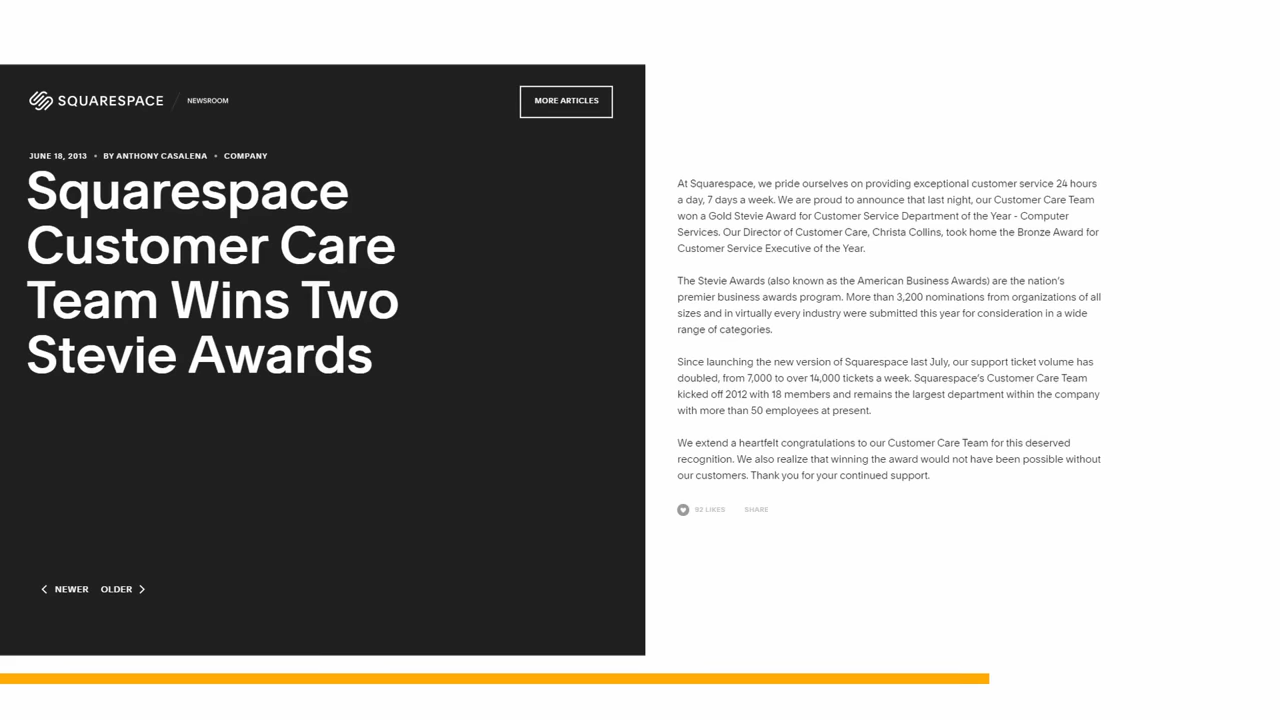 SQUARESPACE / NEWSROOM
MORE ARTICLES
JUNE 18, 2013 • BY ANTHONY CASALENA • COMPANY
Squarespace
Customer Care
Team Wins Two
Stevie Awards
NEWER OLDER
At Squarespace, we pride ourselves on providing exceptional customer service 24 hours
a day, 7 days a week. We are proud to announce that last night, our Customer Care Team
won a Gold Stevie Award for Customer Service Department of the Year - Computer
Services. Our Director of Customer Care, Christa Collins, took home the Bronze Award for
Customer Service Executive of the Year.
The Stevie Awards (also known as the American Business Awards) are the nation's
premier business awards program. More than 3,200 nominations from organizations of all
sizes and in virtually every industry were submitted this year for consideration in a wide
range of categories.
Since launching the new version of Squarespace last July, our support ticket volume has
doubled, from 7,000 to over 14,000 tickets a week. Squarespace's Customer Care Team
kicked off 2012 with 18 members and remains the largest department within the company
with more than 50 employees at present.
We extend a heartfelt congratulations to our Customer Care Team for this deserved
recognition. We also realize that winning the award would not have been possible without
our customers. Thank you for your continued support.
92 LIKES SHARE